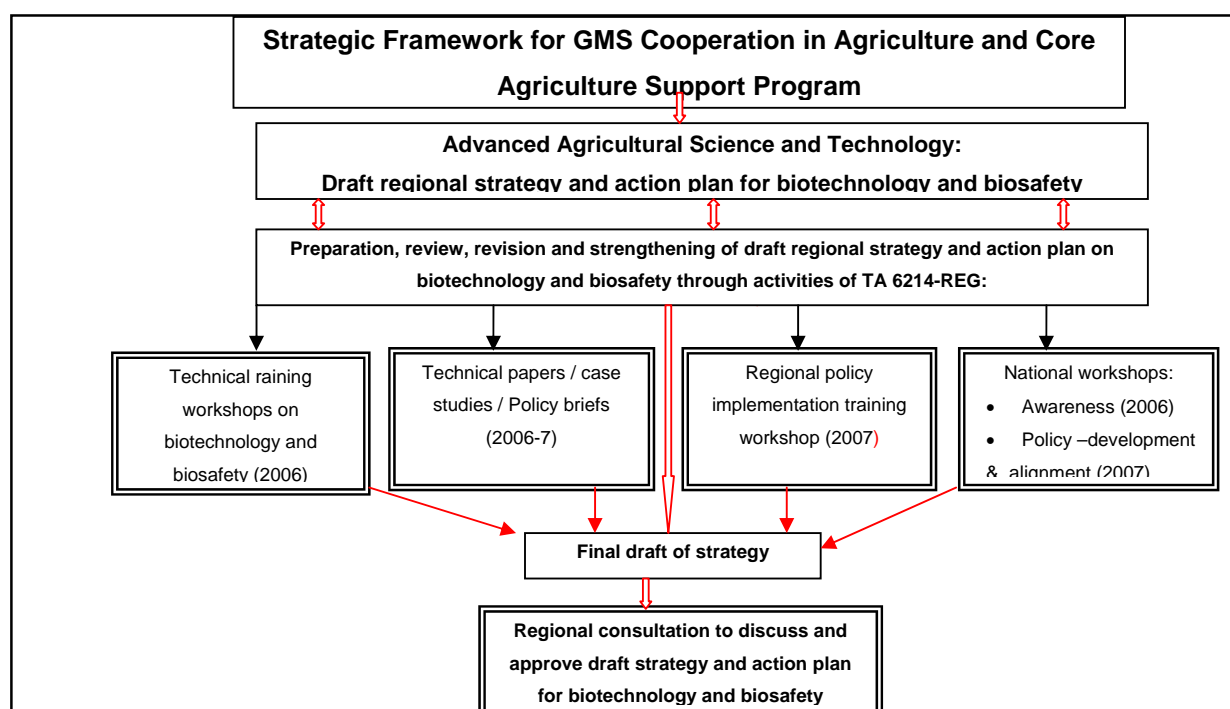 Strategic Framework for GMS Cooperation in Agriculture and Core
Agriculture Support Program
Advanced Agricultural Science and Technology:
Draft regional strategy and action plan for biotechnology and biosafety
Preparation, review, revision and strengthening of draft regional strategy and action plan on
biotechnology and biosafety through activities of TA 6214-REG:
Technical raining
workshops on
biotechnology and
biosafety (2006)
Technical papers / case
studies / Policy briefs
(2006-7)
Regional policy
implementation training
workshop (2007)
National workshops:
• Awareness (2006)
• Policy –development
& alignment (2007)
Final draft of strategy
Regional consultation to discuss and
approve draft strategy and action plan
for biotechnology and biosafety